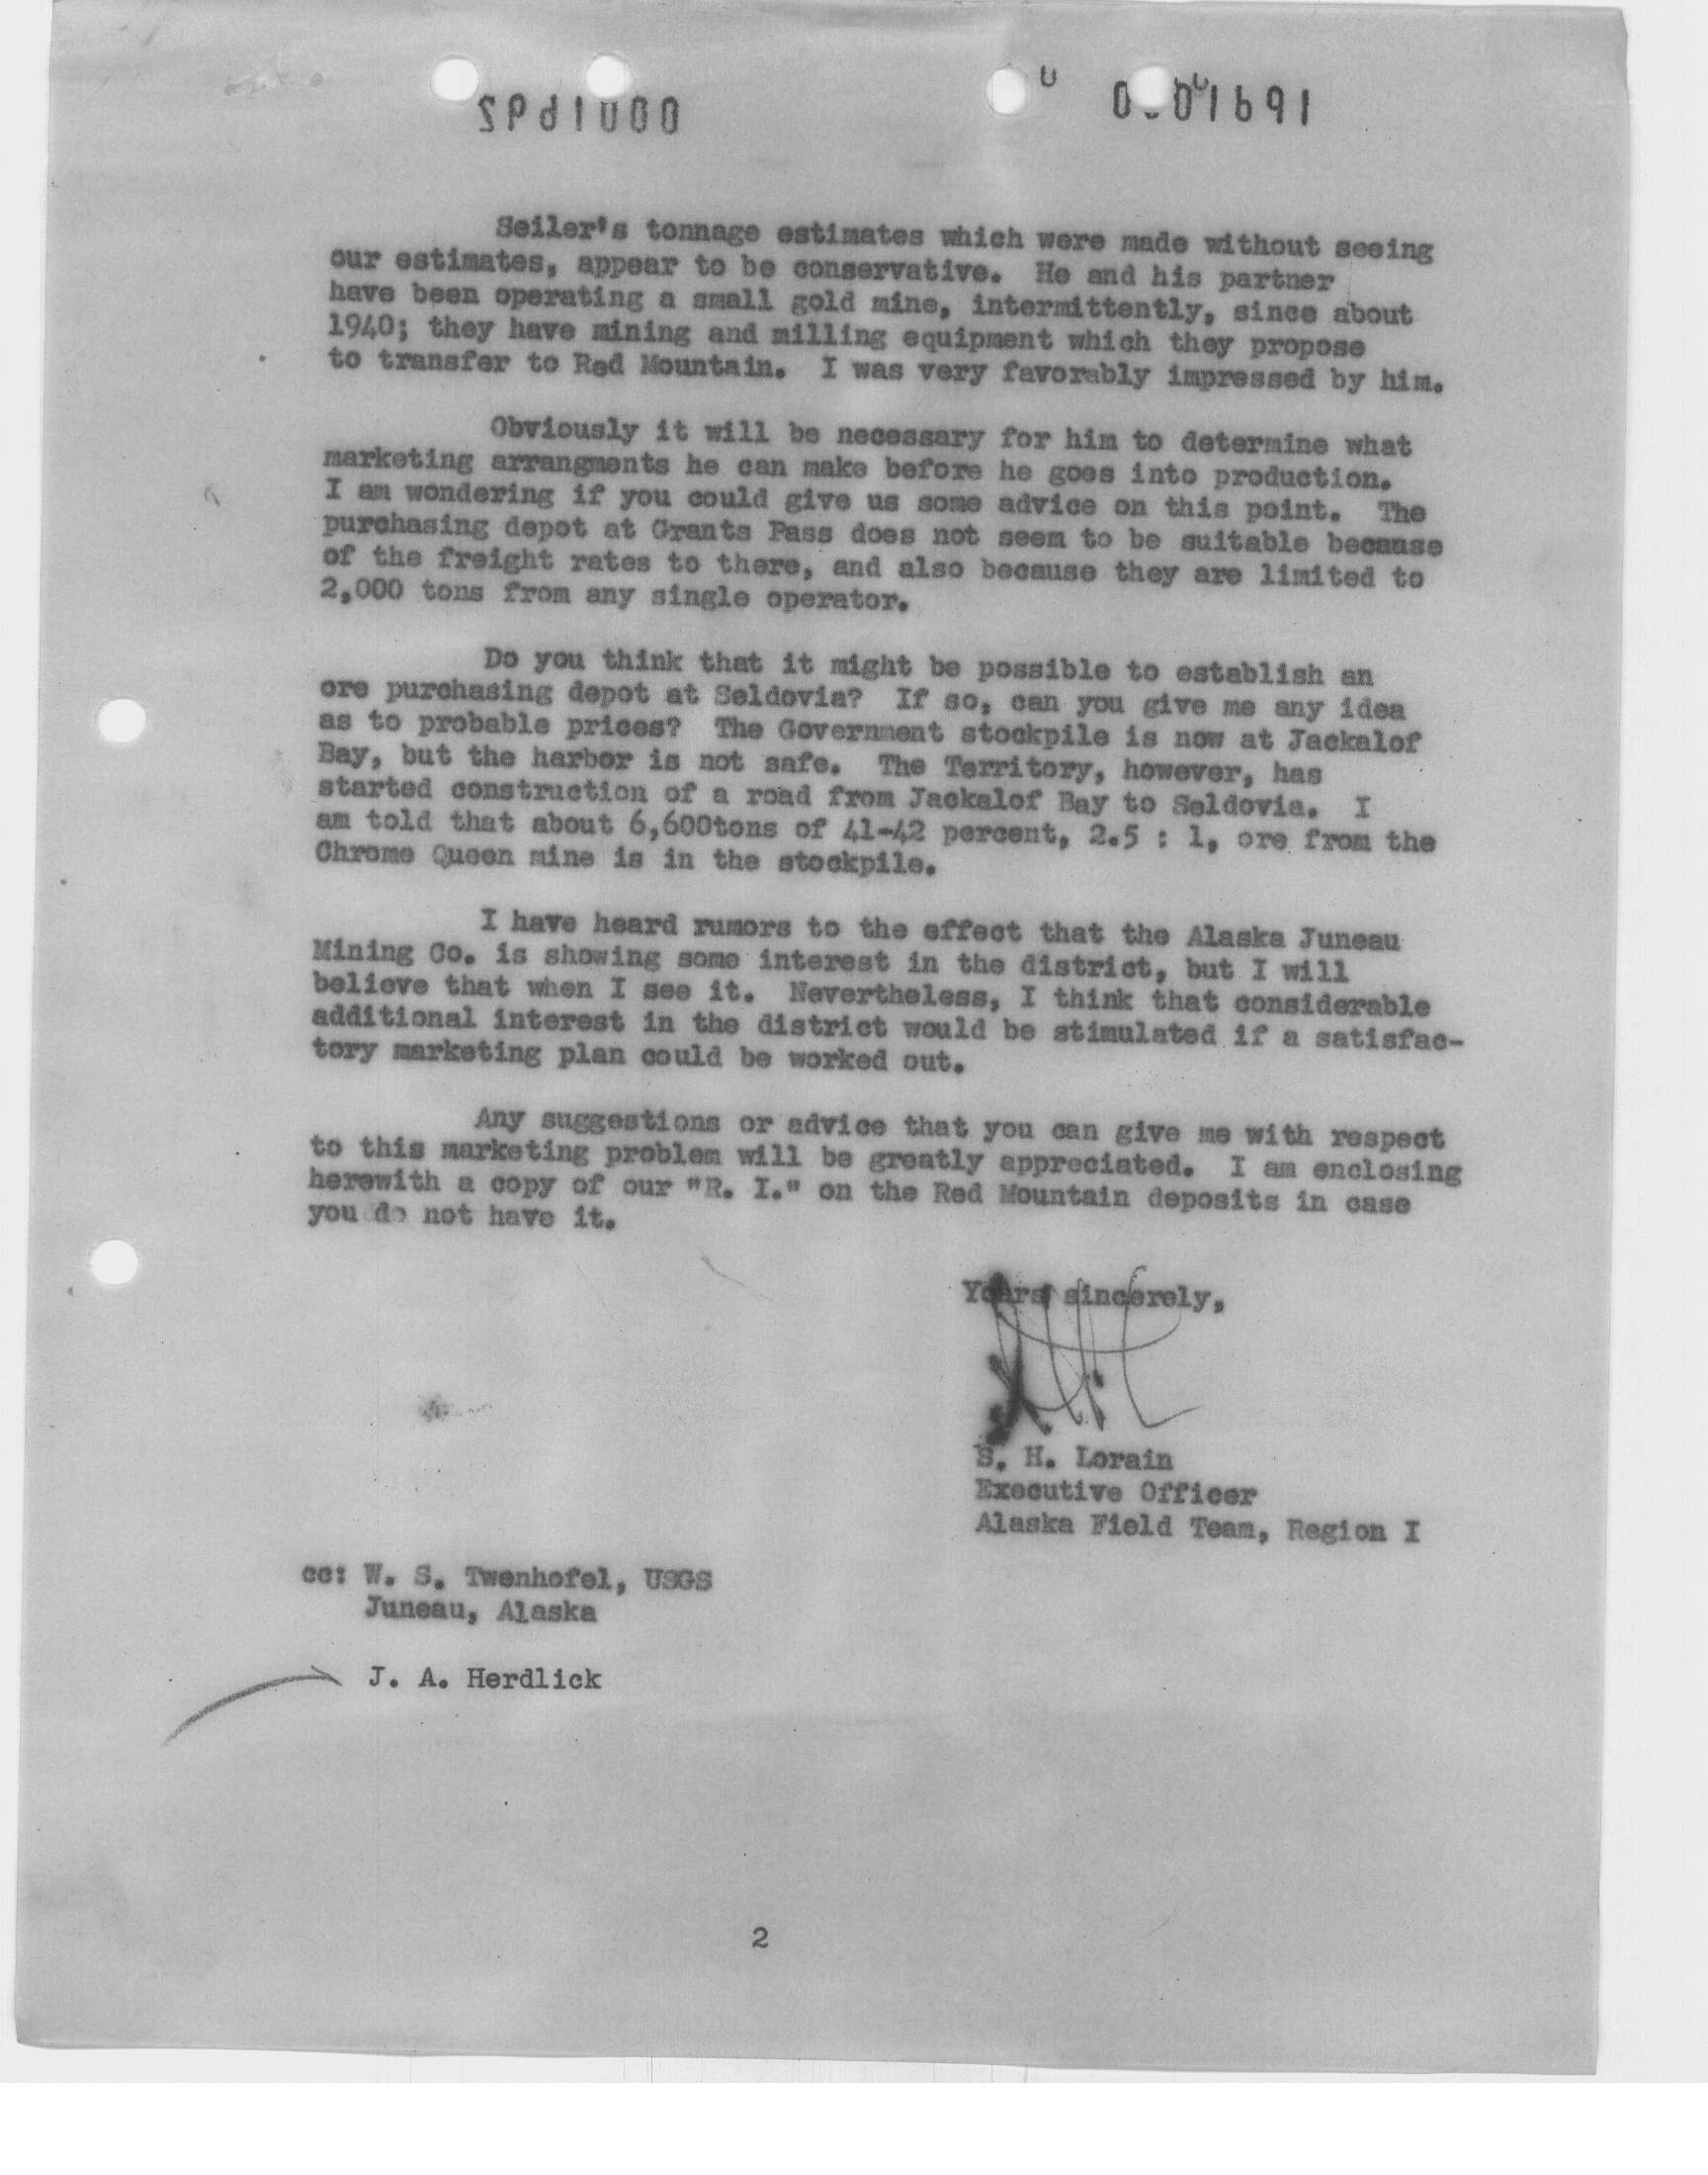 Seiler's tonnage estimates which were made without seeing
our estimates, appear to be conservative. He and his partner
have been operating a small gold mine, intermittently, since about
1940; they have mining and milling equipment which they propose
to transfer to Red Mountain. I was very favorably impressed by him.
Obviously it will be necessary for him to determine what
marketing arrangments he can make before he goes into production.
I am wondering if you could give us some advice on this point. The
purchasing depot at Grants Pass does not seem to be suitable because
of the freight rates to there, and also because they are limited to
2,000 tons from any single operator.
Do you think that it might be possible to establish an
ore purchasing depot at Seldovia? If so, can you give me any idea
as to probable prices? The Government stockpile is now at Jackalof
Bay, but the harbor is not safe. The Territory, however, has
started construction of a road from Jackalof Bay to Seldovia. I
am told that about 6,600tons of 41-42 percent, 2.5 : 1, ore from the
Chrome Queen mine is in the stockpile.
I have heard rumors to the effect that the Alaska Juneau
Mining Co. is showing some interest in the district, but I will
believe that when I see it. Nevertheless, I think that considerable
additional interest in the district would be stimulated if a satisfac-
tory marketing plan could be worked out.
Any suggestions or advice that you can give me with respect
to this marketing problem will be greatly appreciated. I am enclosing
herewith a copy of our "R. I." on the Red Mountain deposits in case
you do not have it.
Yours sincerely,
S. H. Lorain
Executive Officer
Alaska Field Team, Region I
cc: W. S. Twenhofel, USGS
Juneau, Alaska
J. A. Herdlick
2